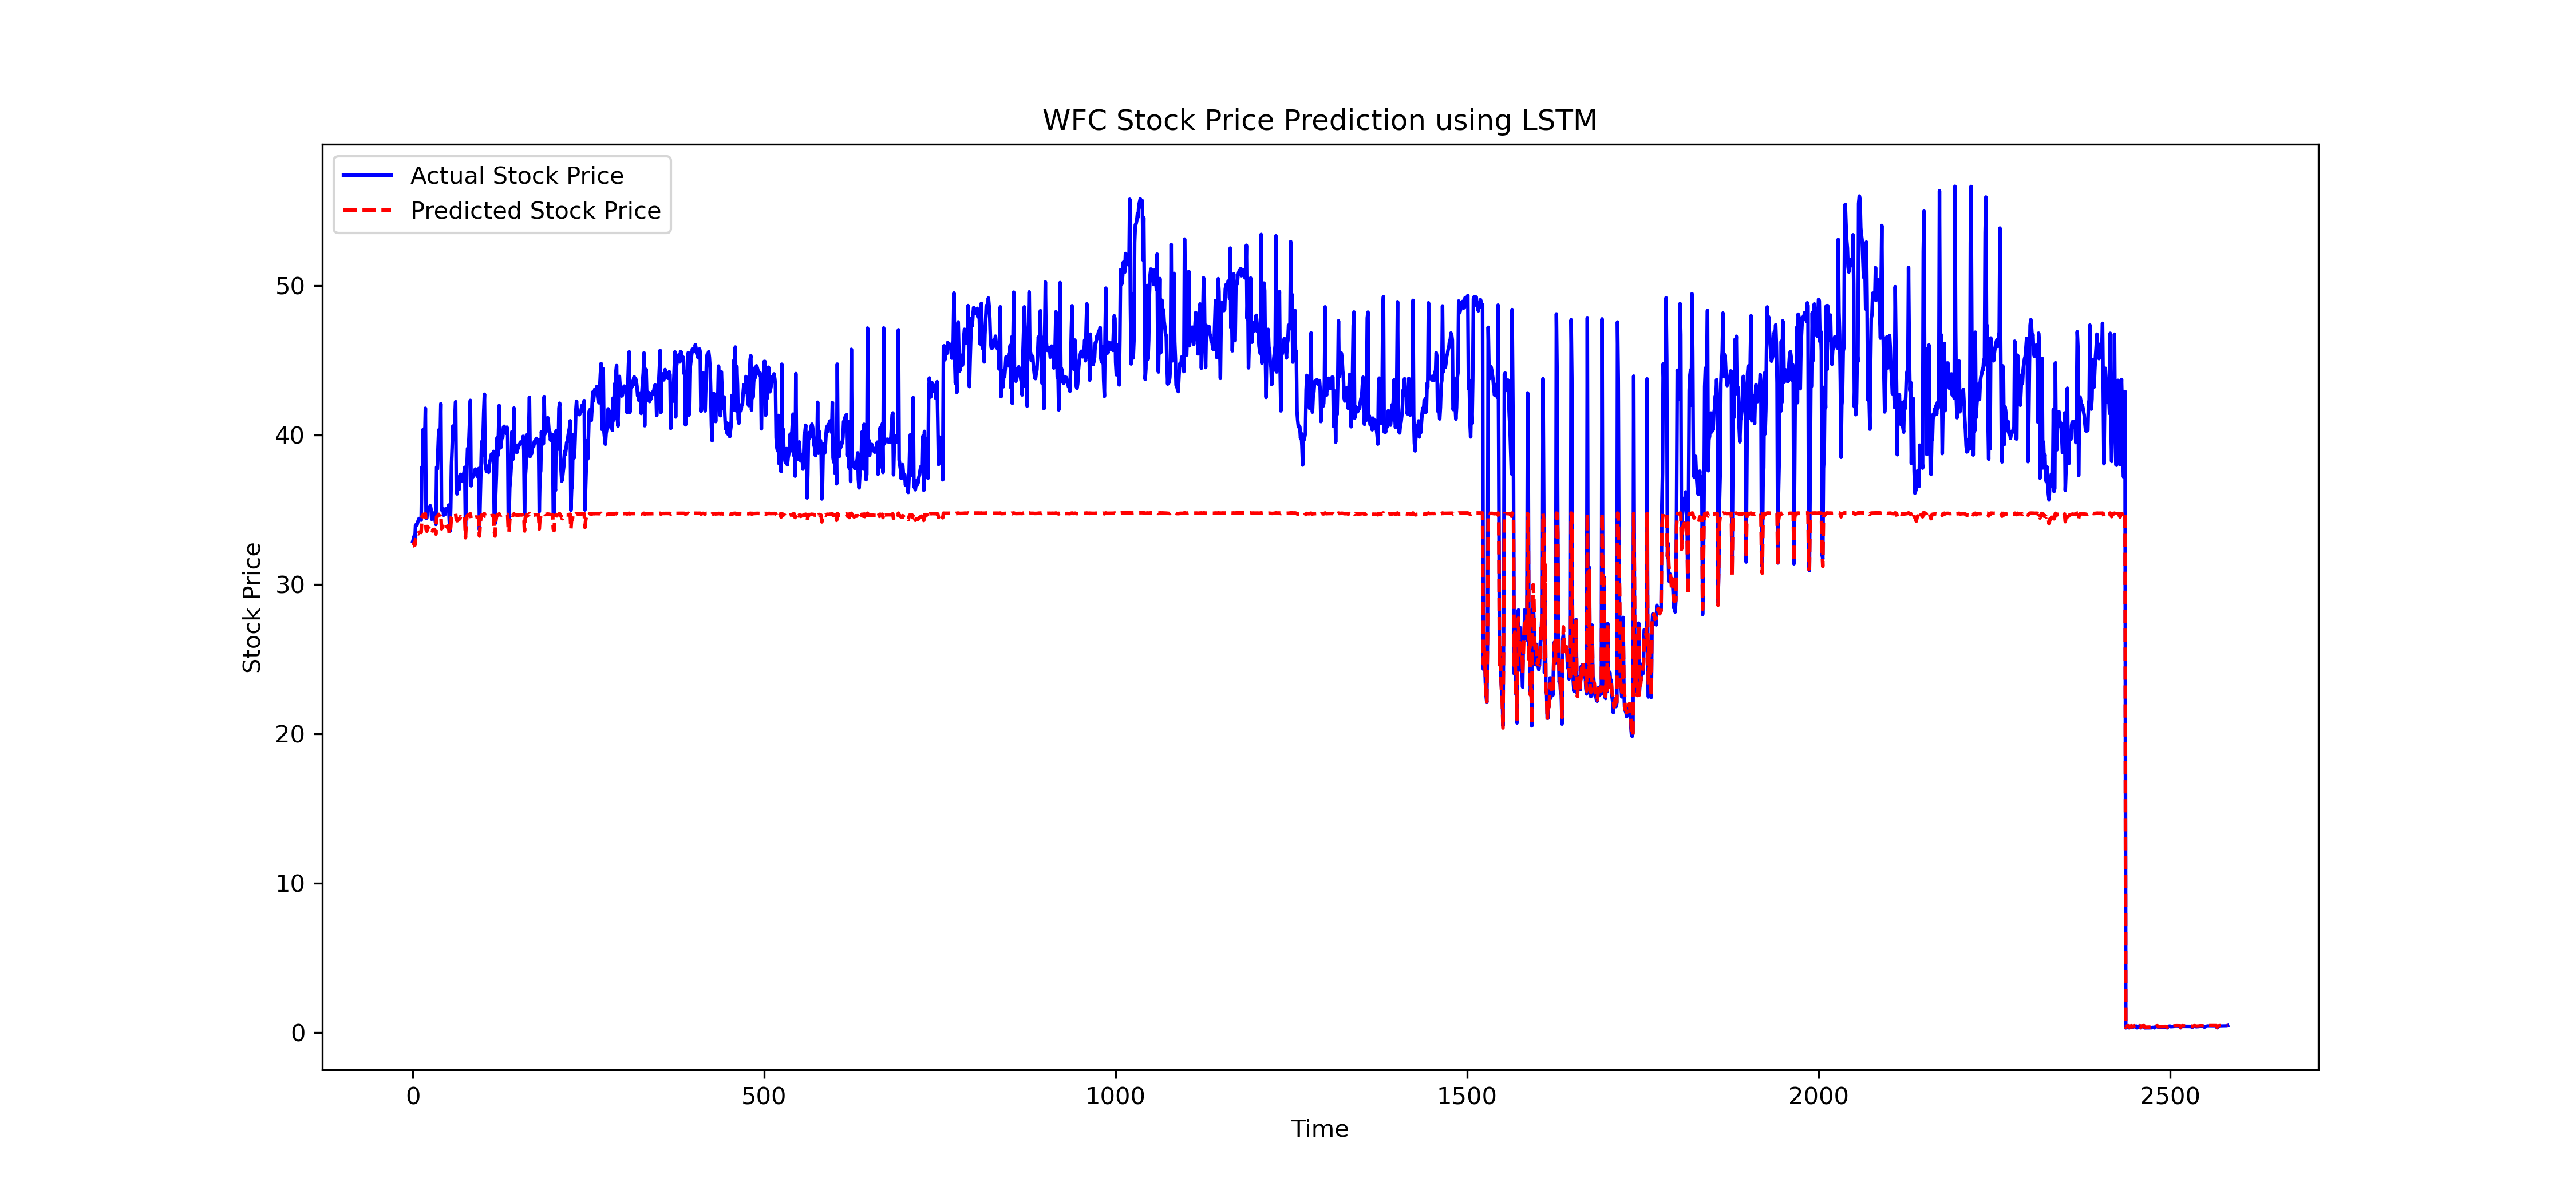 WFC Stock Price Prediction using LSTM
Actual Stock Price
Predicted Stock Price
Stock Price
50
40
30
20
10
0
0 500 1000 1500 2000 2500
Time